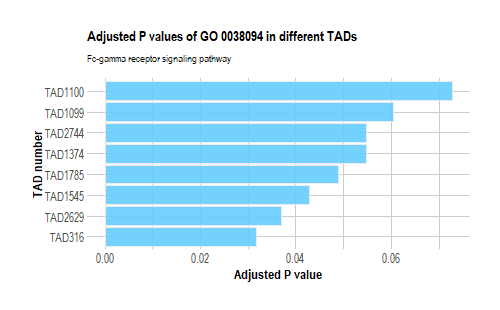 Adjusted P values of GO 0038094 in different TADs
Fc-gamma receptor signaling pathway
TAD1100
TAD1099
TAD2744
TAD1374
TAD1785
TAD1545
TAD2629
TAD316
TAD number
0.00 0.02 0.04 0.06
Adjusted P value